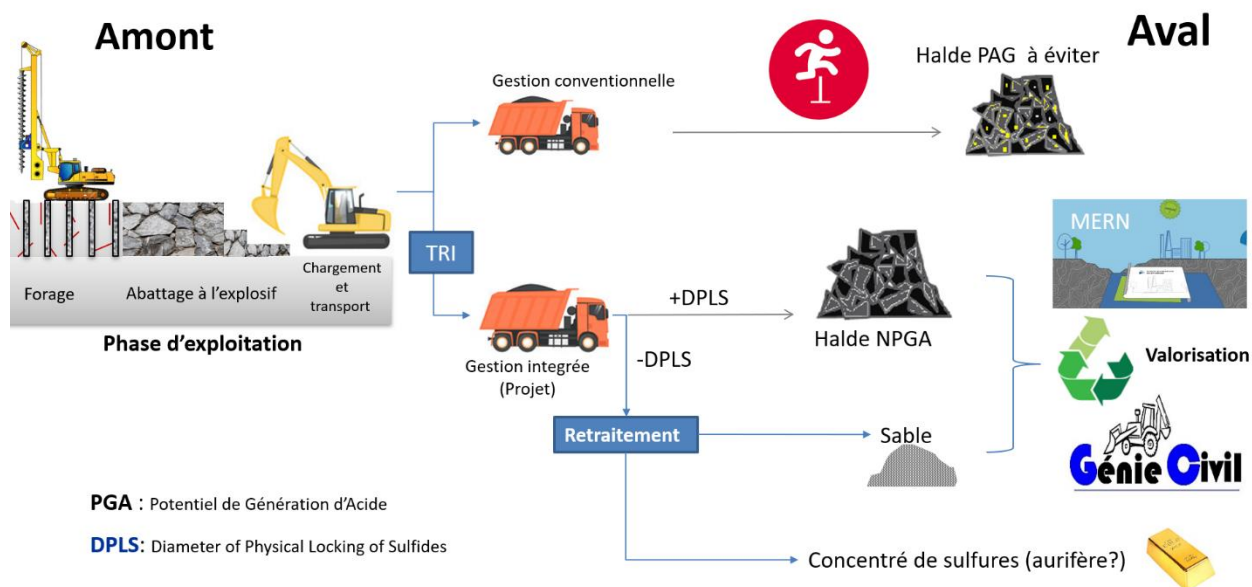 Amont
Aval
Gestion conventionnelle
Halde PAG à éviter
TRI
MERN
Forage
Abattage à l’explosif
Chargement
et
transport
Phase d’exploitation
+DPLS
-DPLS
Halde NPGA
Gestion integrée
(Projet)
Valorisation
Retraitement
Sable
Génie Civil
PGA : Potentiel de Génération d’Acide
DPLS: Diameter of Physical Locking of Sulfides
Concentré de sulfures (aurifère?)